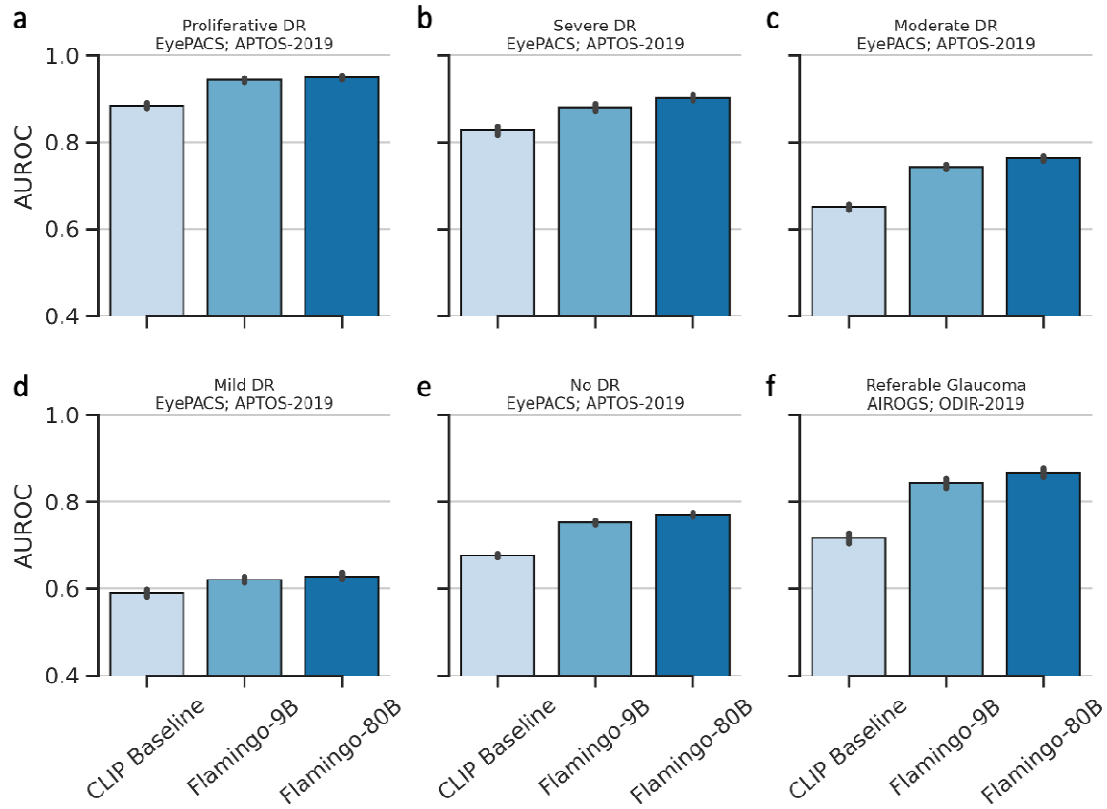 a
Proliferative DR
EyePACS; APTOS-2019
b
Severe DR
EyePACS; APTOS-2019
c
Moderate DR
EyePACS; APTOS-2019
AUROC
1.0
0.8
0.6
0.4
d
Mild DR
EyePACS; APTOS-2019
e
No DR
EyePACS; APTOS-2019
f
Referable Glaucoma
AIROGS; ODIR-2019
AUROC
1.0
0.8
0.6
0.4
CLIP Baseline
Flamingo-9B
Flamingo-80B
CLIP Baseline
Flamingo-9B
Flamingo-80B
CLIP Baseline
Flamingo-9B
Flamingo-80B